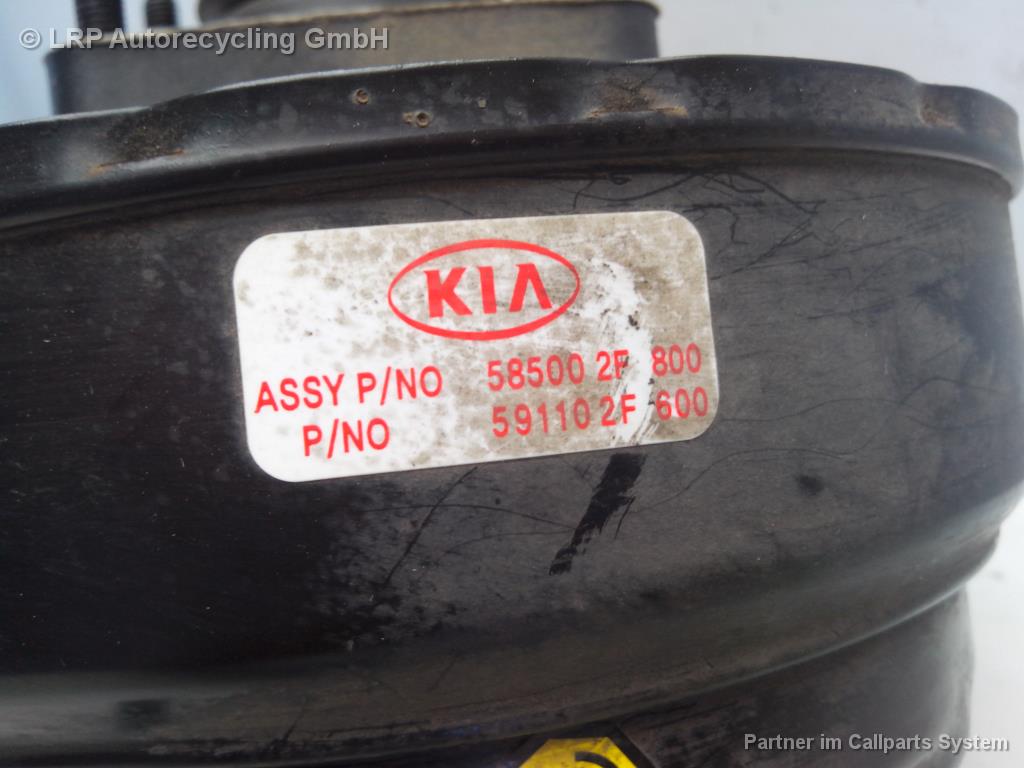 © LRP Autorecycling GmbH
KIA
ASSY P/NO 58500 2F 800
P/NO 59110 2F 600
Partner im Callparts System